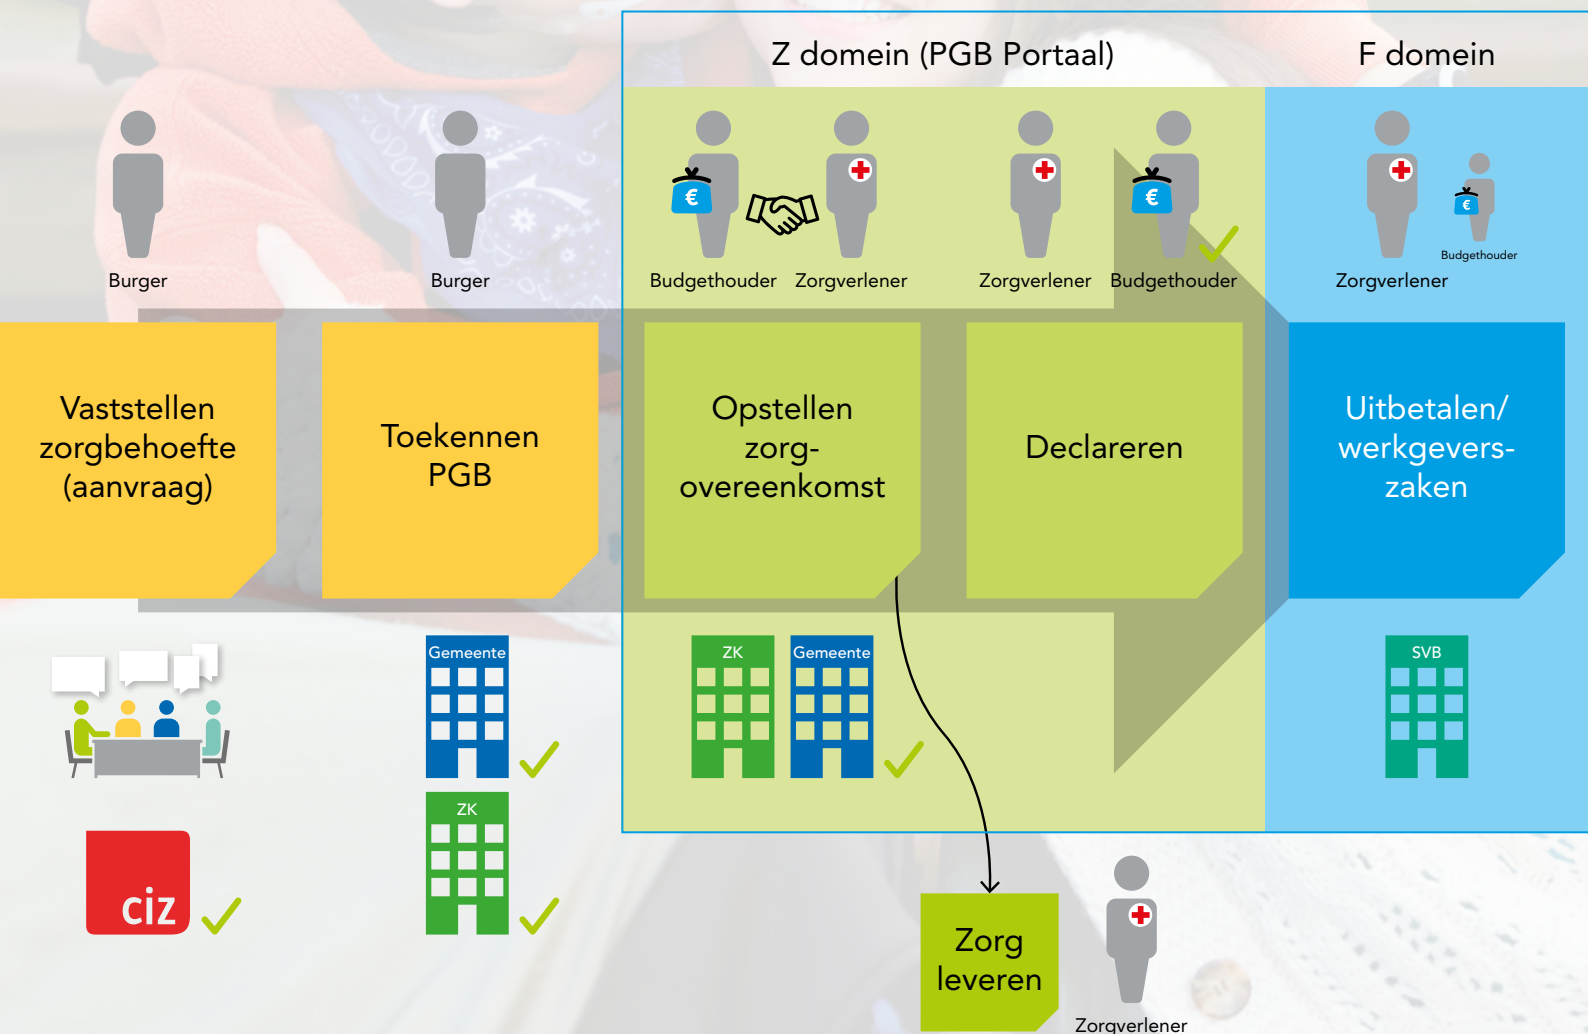 Z domein (PGB Portaal)
F domein
Burger
Burger
€
Budgethouder
Zorgverlener
Zorgverlener
€
Budgethouder
Zorgverlener
€
Budgethouder
Vaststellen
zorgbehoefte
(aanvraag)
Toekennen
PGB
Opstellen
zorg-
overeenkomst
Declareren
Uitbetalen/
werkgevers-
zaken
Gemeente
ZK
Gemeente
SVB
ZK
ciz
Zorg
leveren
Zorgverlener